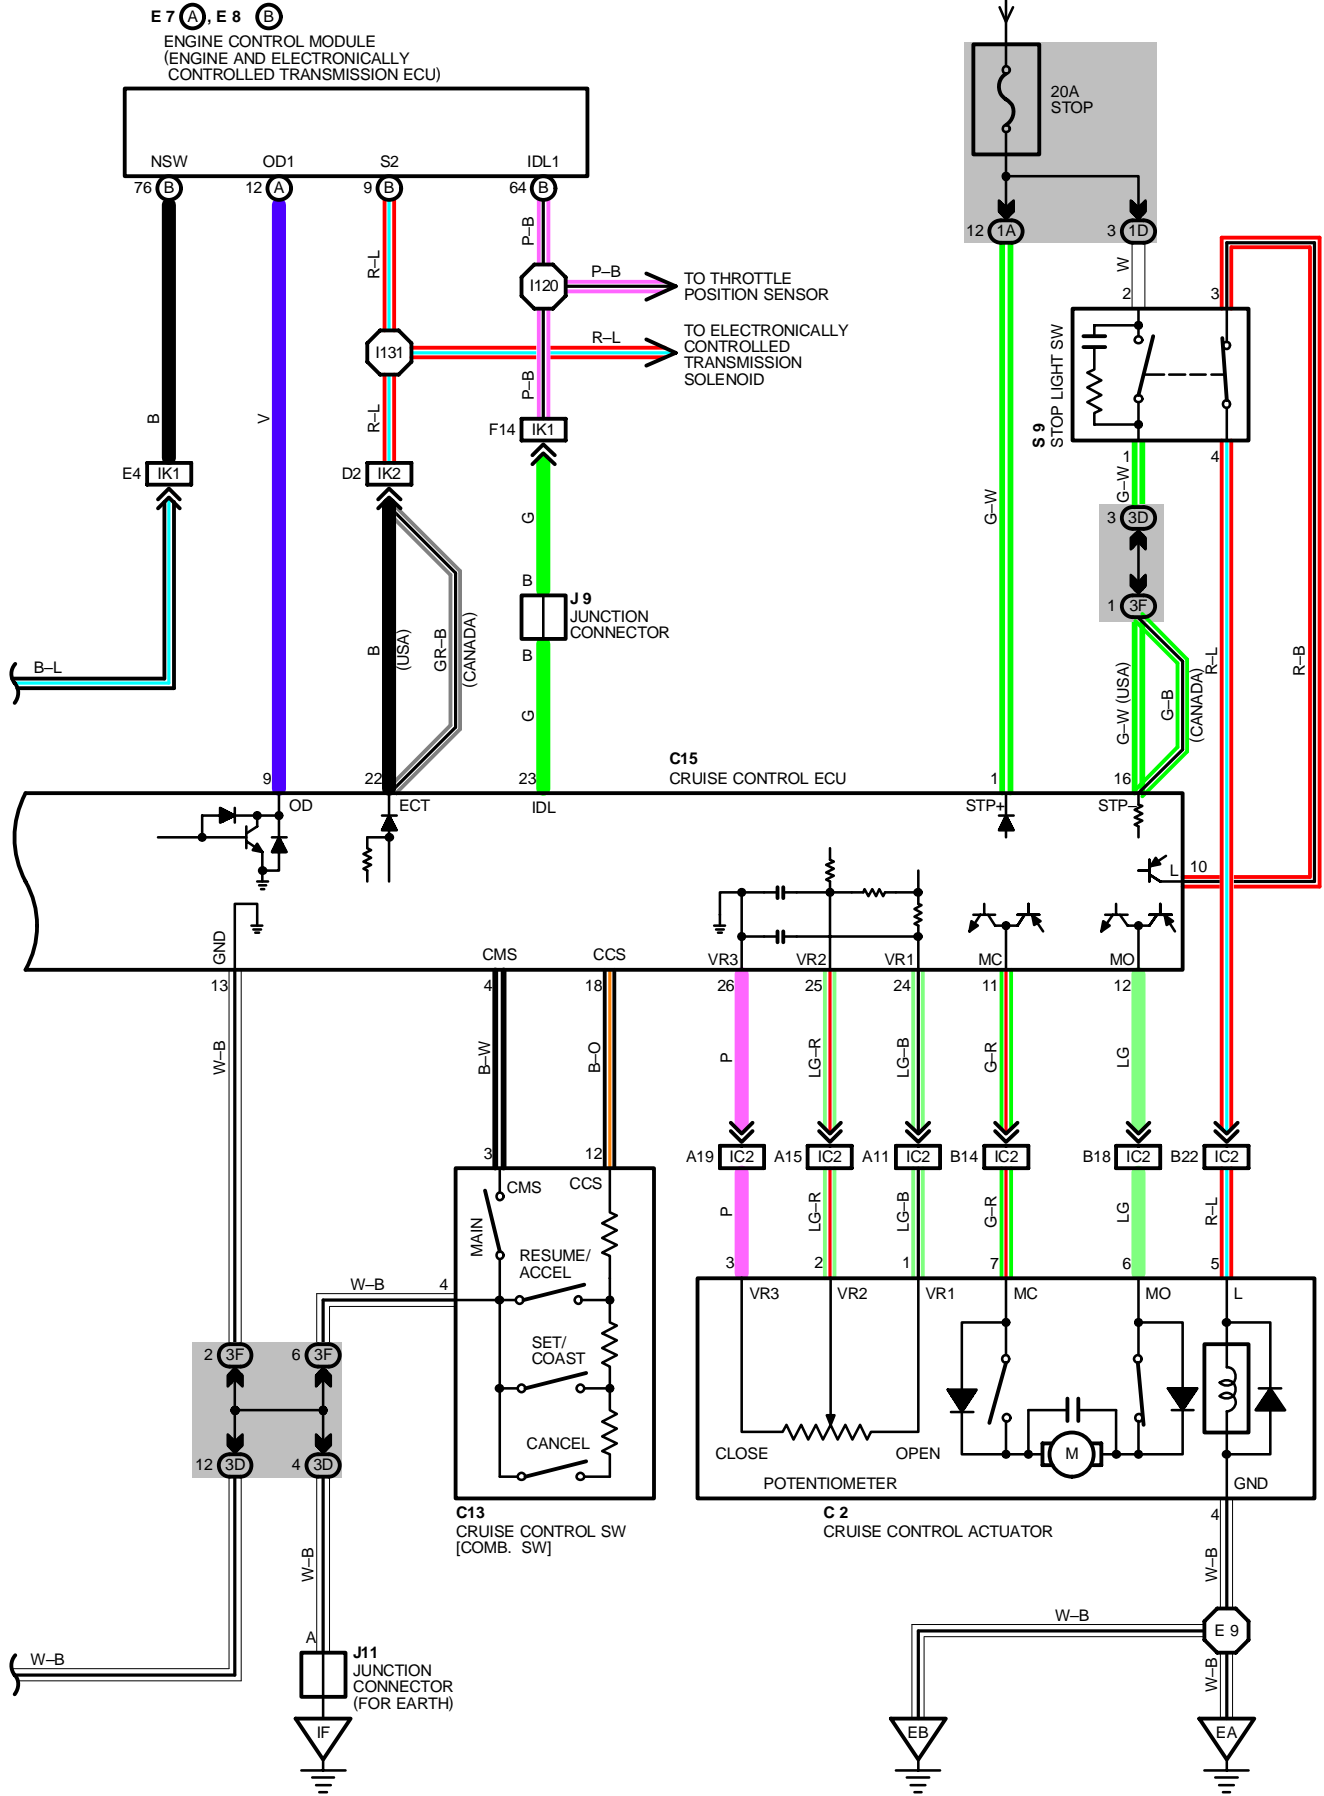 E 7 A , E 8 B
ENGINE CONTROL MODULE
(ENGINE AND ELECTRONICALLY
CONTROLLED TRANSMISSION ECU)
NSW OD1 S2 IDL1
76 B 12 A 9 B 64 B
20A
STOP
12 1A 3 1D
P–B
R–L
W
I120
P–B
TO THROTTLE
POSITION SENSOR
2 3
I131
R–L
TO ELECTRONICALLY
CONTROLLED
TRANSMISSION
SOLENOID
S 9
STOP LIGHT SW
B
V
R–L
P–B
F14 IK1
E4 IK1
D2 IK2
1 4
G–W
G–W
3 3D
G
B
J 9
JUNCTION
CONNECTOR
B
1 3F
B–L
B
(USA)
GR–B
(CANADA)
G
G–W (USA)
G–B
(CANADA)
R–L
R–B
C15
CRUISE CONTROL ECU
9 22 23 1 16
OD ECT IDL STP+ STP–
L 10
GND CMS CCS VR3 VR2 VR1 MC MO
13 4 18 26 25 24 11 12
W–B
B–W
B–O
P
LG–R
LG–B
G–R
LG
3 12
A19 IC2 A15 IC2 A11 IC2 B14 IC2 B18 IC2 B22 IC2
CMS CCS
MAIN
P
LG–R
LG–B
G–R
LG
R–L
RESUME/
ACCEL
3 2 1 7 6 5
W–B 4
VR3 VR2 VR1 MC MO L
2 3F 6 3F
SET/
COAST
CANCEL
12 3D 4 3D
CLOSE OPEN M
POTENTIOMETER GND
C13
CRUISE CONTROL SW
[COMB. SW]
C 2
CRUISE CONTROL ACTUATOR
4
W–B
W–B
W–B
E 9
W–B
A
J11
JUNCTION
CONNECTOR
(FOR EARTH)
W–B
IF EB EA